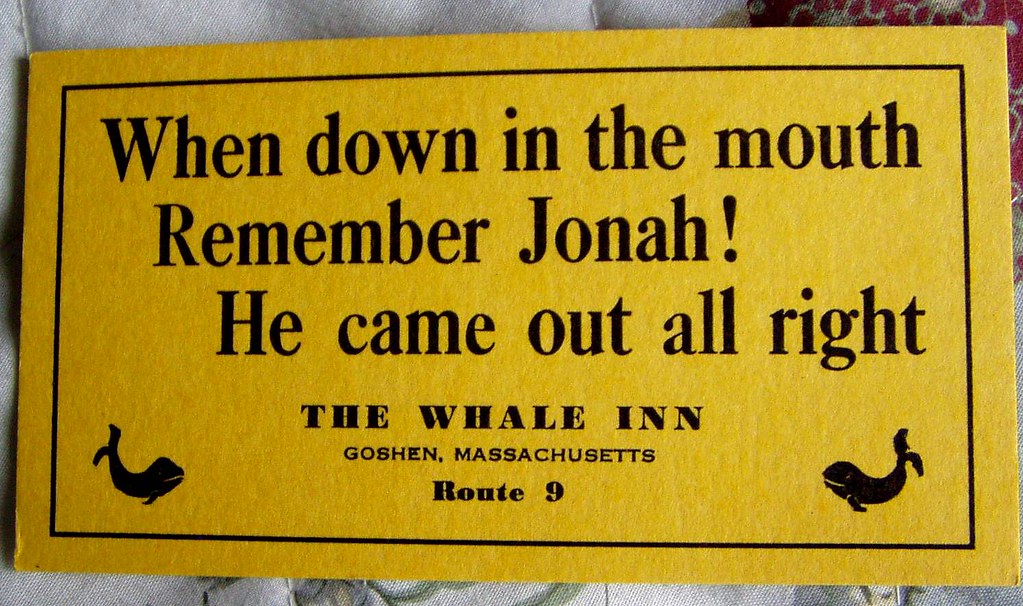 When down in the mouth
Remember Jonah!
He came out all right
THE WHALE INN
GOSHEN, MASSACHUSETTS
Route 9